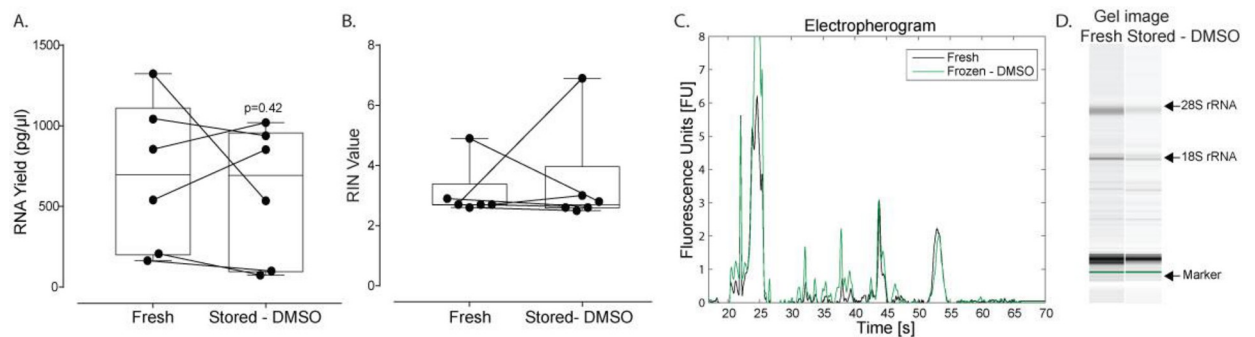 A.
RNA Yield (pg/µl)
1500
1000
500
0
p=0.42
Fresh
Stored - DMSO
B.
RIN Value
8
6
4
2
0
Fresh
Stored- DMSO
C.
Electropherogram
Fluorescence Units [FU]
8
7
6
5
4
3
2
1
0
Fresh
Frozen - DMSO
20 25 30 35 40 45 50 55 60 65 70
Time [s]
D.
Gel image
Fresh Stored - DMSO
28S rRNA
18S rRNA
Marker